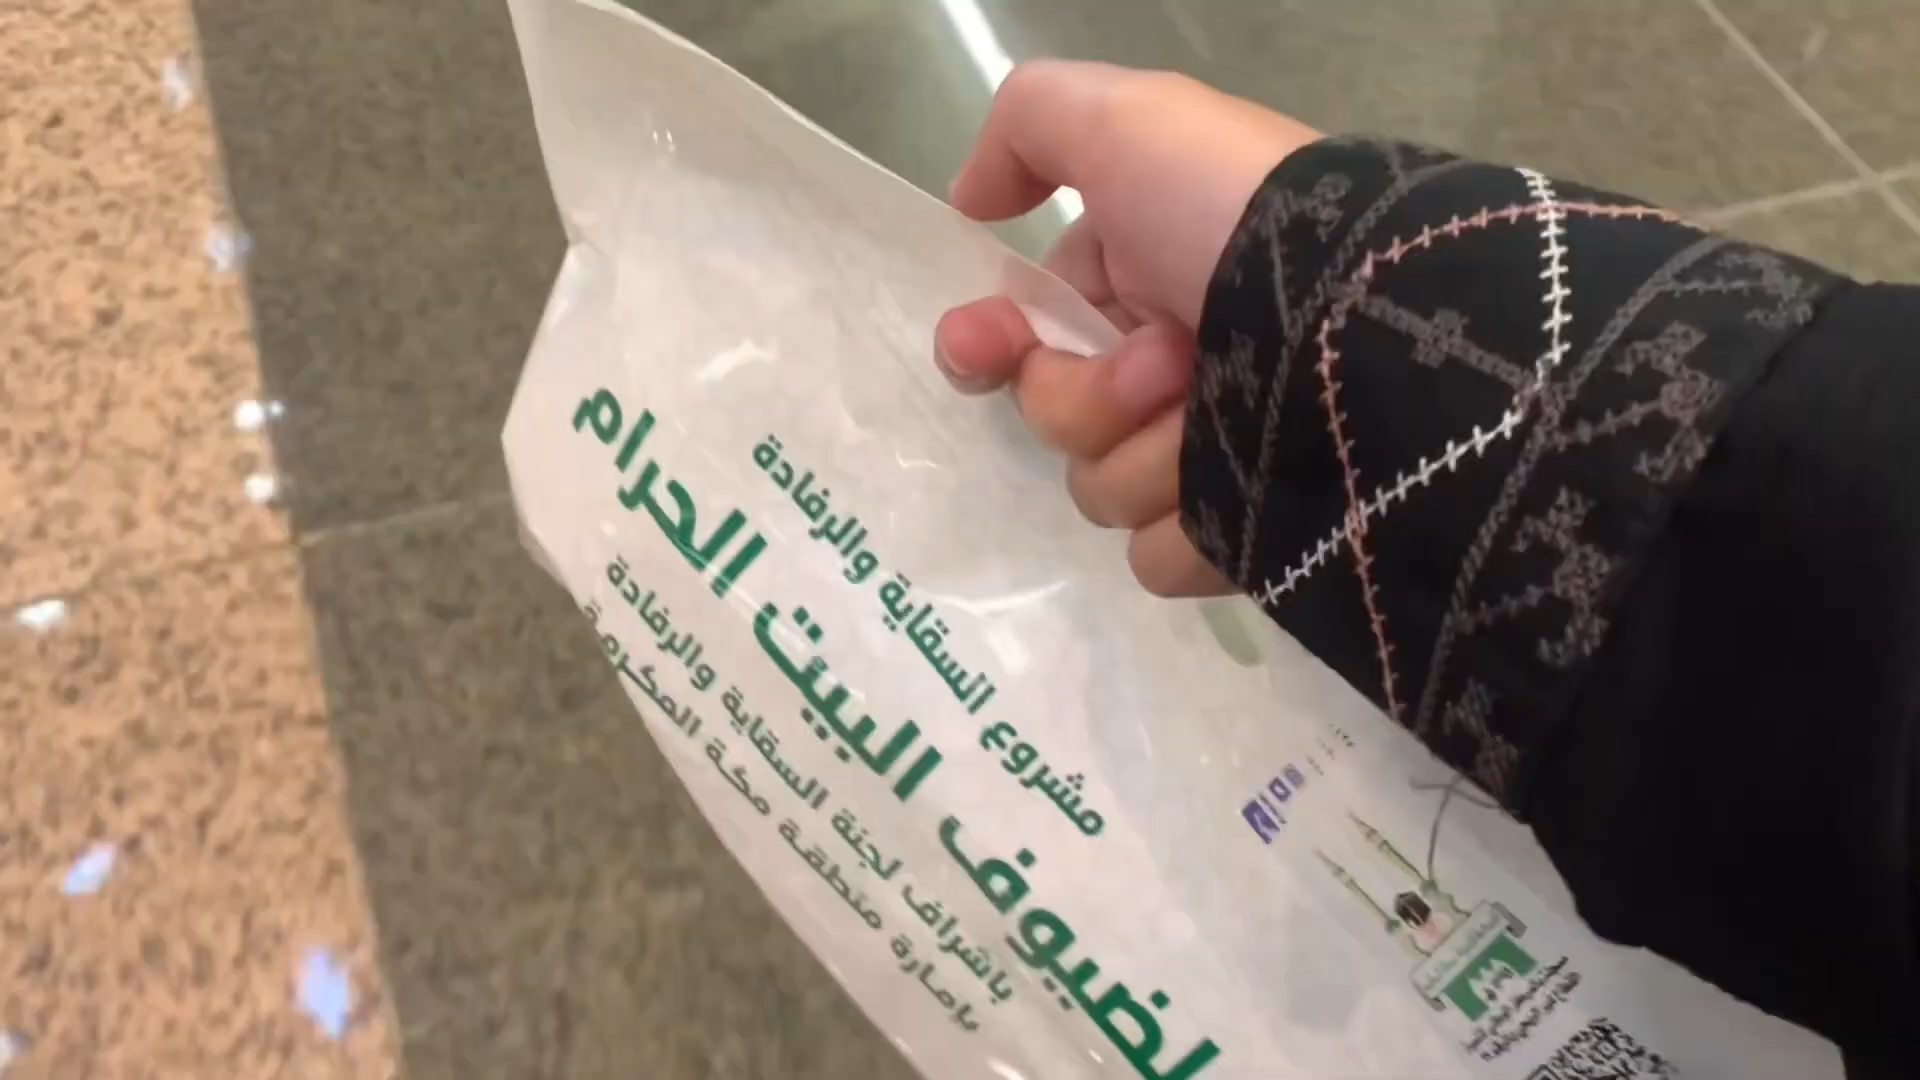 مشروع السقاية والرفادة
لضيوف البيت الحرام
بإشراف لجنة السقاية والرفادة
بإمارة منطقة مكة المكرمة